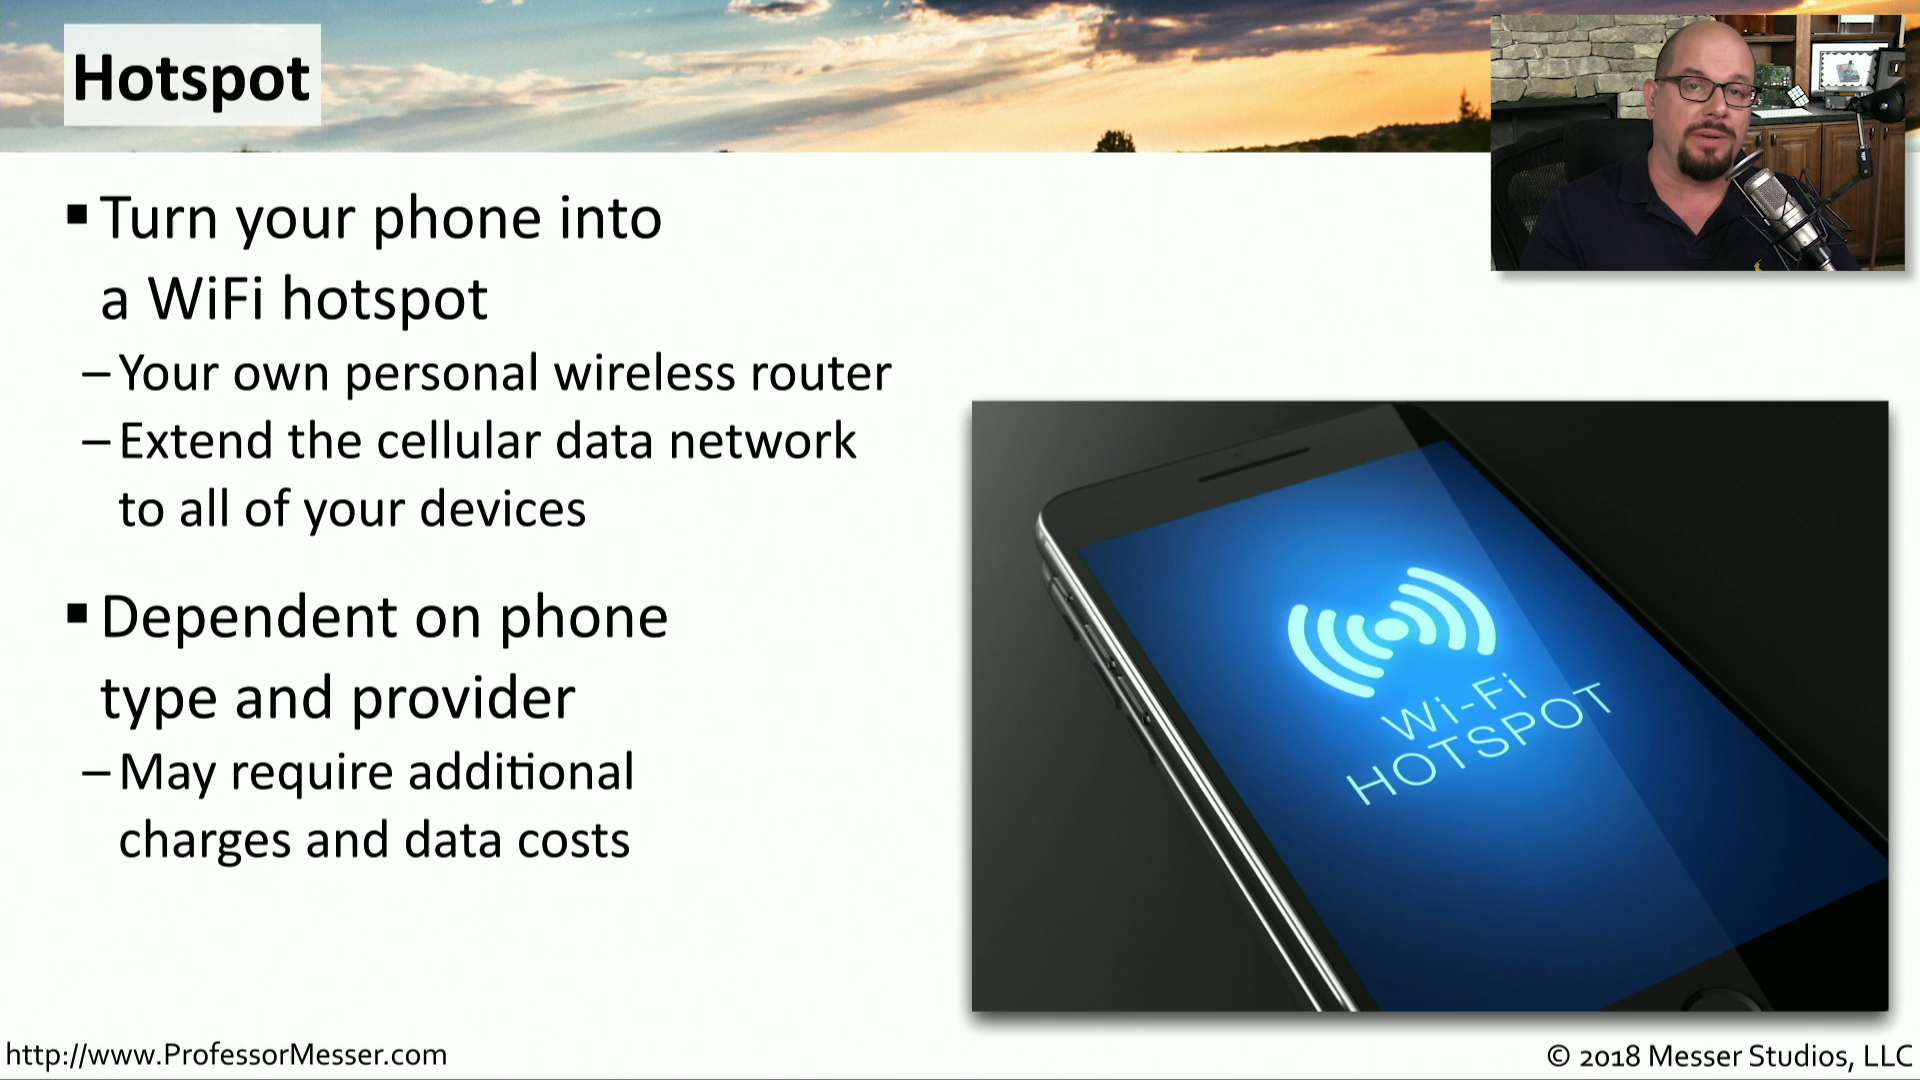 Hotspot
▪ Turn your phone into
a WiFi hotspot
– Your own personal wireless router
– Extend the cellular data network
to all of your devices
▪ Dependent on phone
type and provider
– May require additional
charges and data costs
Wi-Fi
HOTSPOT
http://www.ProfessorMesser.com
© 2018 Messer Studios, LLC